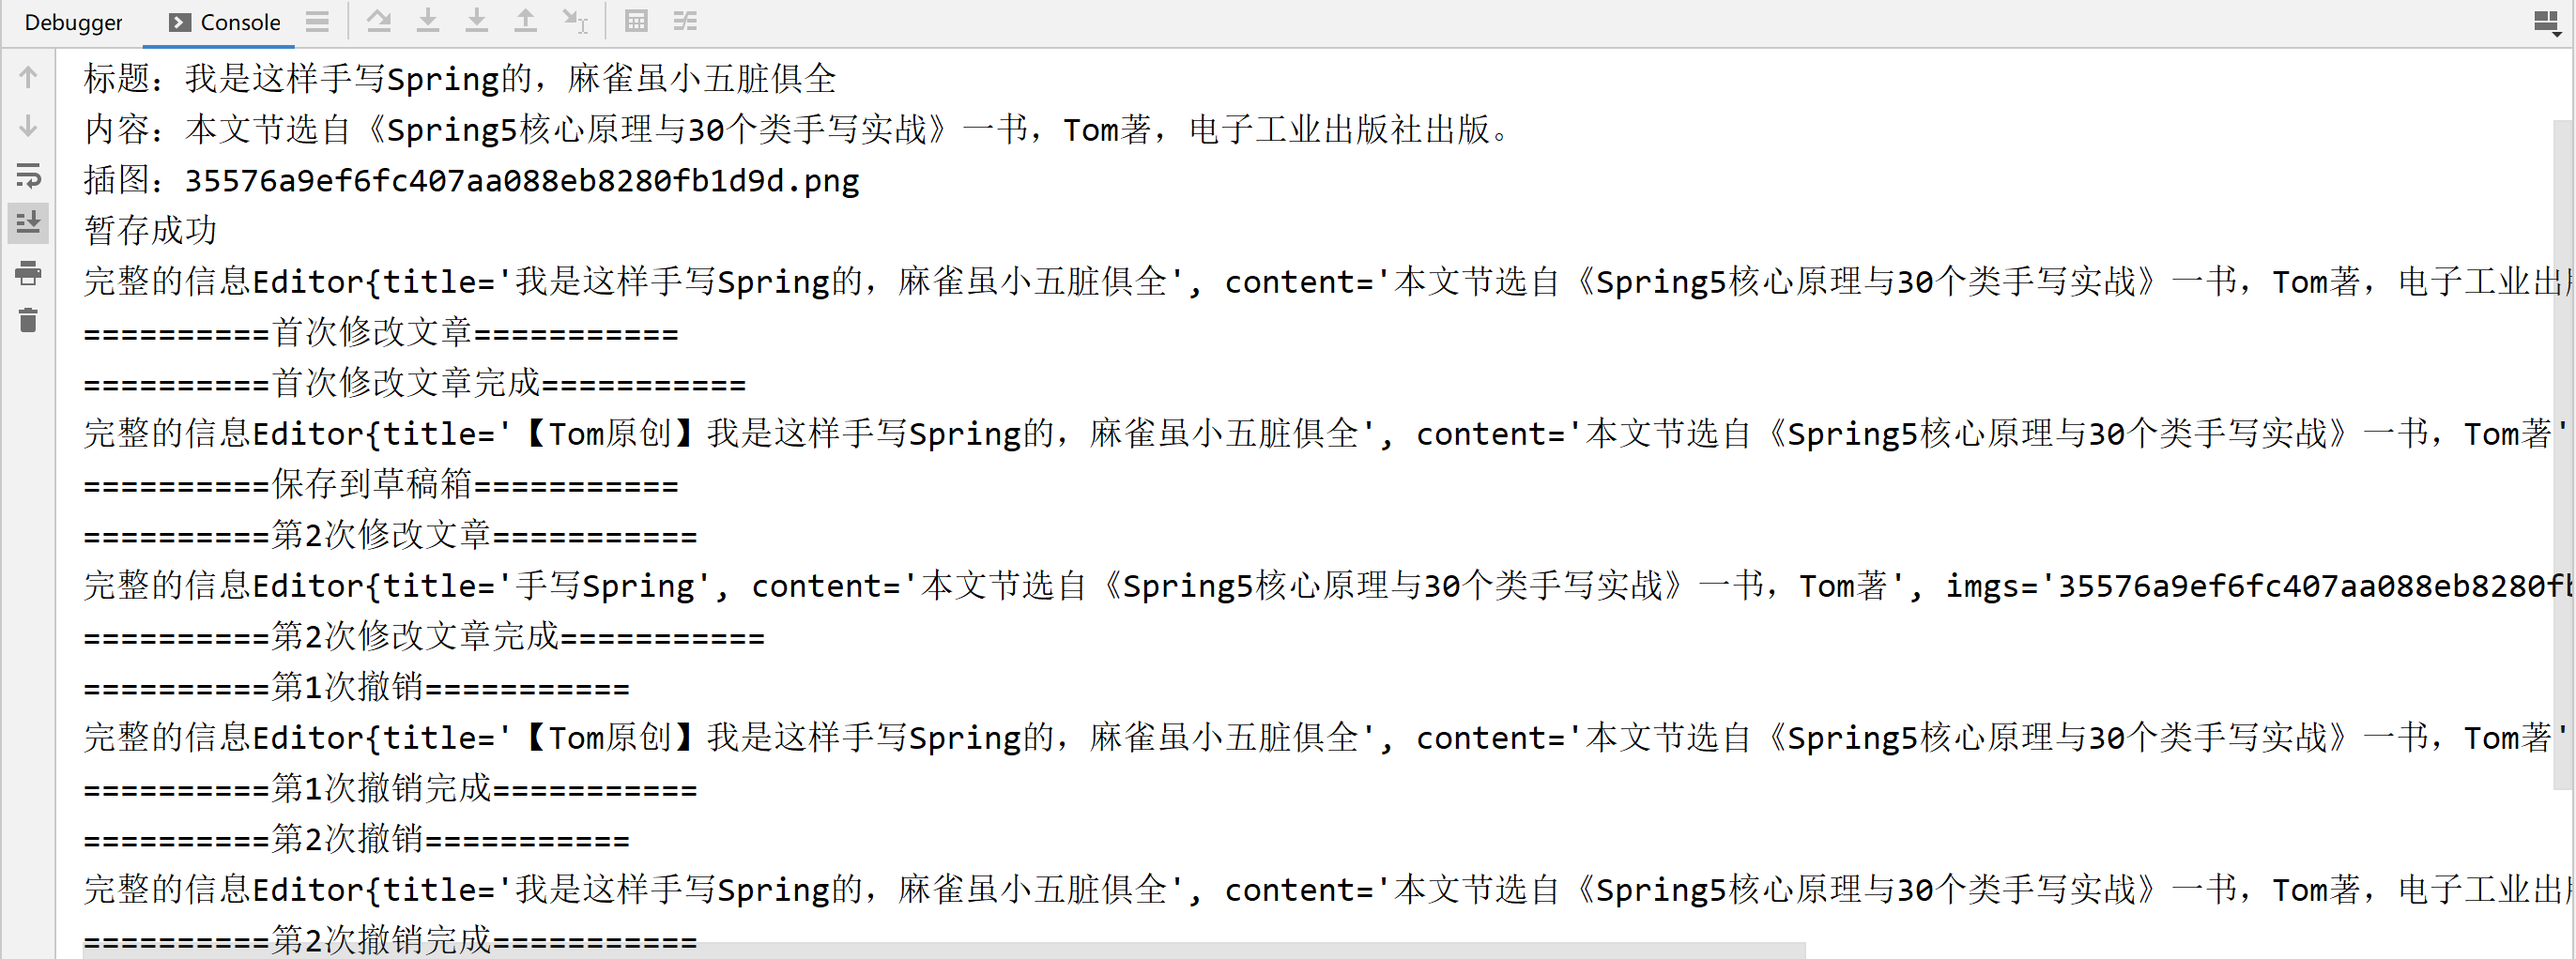 Debugger Console
标题：我是这样手写Spring的，麻雀虽小五脏俱全
内容：本文节选自《Spring5核心原理与30个类手写实战》一书，Tom著，电子工业出版社出版。
插图：35576a9ef6fc407aa088eb8280fb1d9d.png
暂存成功
完整的信息Editor{title='我是这样手写Spring的，麻雀虽小五脏俱全', content='本文节选自《Spring5核心原理与30个类手写实战》一书，Tom著，电子工业出
==========首次修改文章===========
==========首次修改文章完成===========
完整的信息Editor{title='【Tom原创】我是这样手写Spring的，麻雀虽小五脏俱全', content='本文节选自《Spring5核心原理与30个类手写实战》一书，Tom著'
==========保存到草稿箱===========
==========第2次修改文章===========
完整的信息Editor{title='手写Spring', content='本文节选自《Spring5核心原理与30个类手写实战》一书，Tom著', imgs='35576a9ef6fc407aa088eb8280fb
==========第2次修改文章完成===========
==========第1次撤销===========
完整的信息Editor{title='【Tom原创】我是这样手写Spring的，麻雀虽小五脏俱全', content='本文节选自《Spring5核心原理与30个类手写实战》一书，Tom著'
==========第1次撤销完成===========
==========第2次撤销===========
完整的信息Editor{title='我是这样手写Spring的，麻雀虽小五脏俱全', content='本文节选自《Spring5核心原理与30个类手写实战》一书，Tom著，电子工业出
==========第2次撤销完成===========